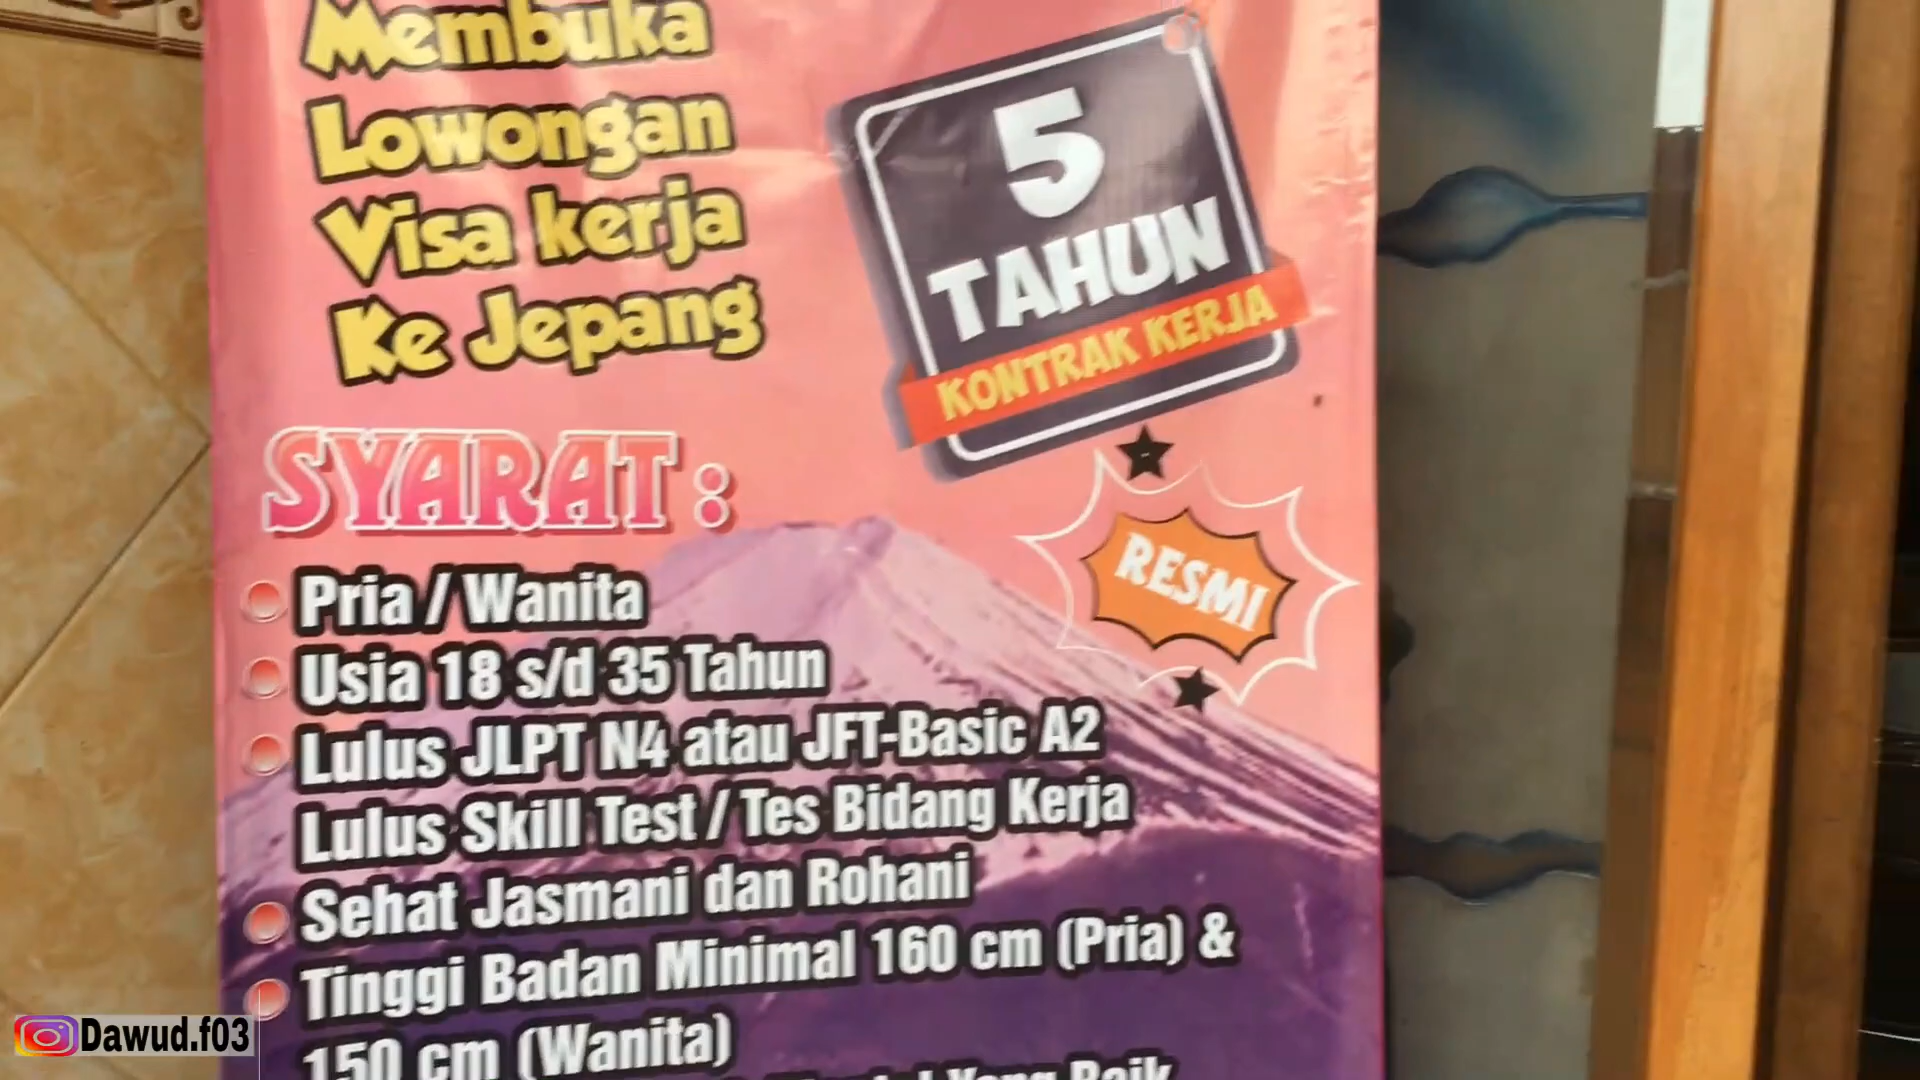 Membuka
Lowongan
Visa kerja
Ke Jepang
5
TAHUN
KONTRAK KERJA
SYARAT :
RESMI
Pria / Wanita
Usia 18 s/d 35 Tahun
Lulus JLPT N4 atau JFT-Basic A2
Lulus Skill Test / Tes Bidang Kerja
Sehat Jasmani dan Rohani
Tinggi Badan Minimal 160 cm (Pria) &
150 cm (Wanita)
Yang Baik
Dawud.f03